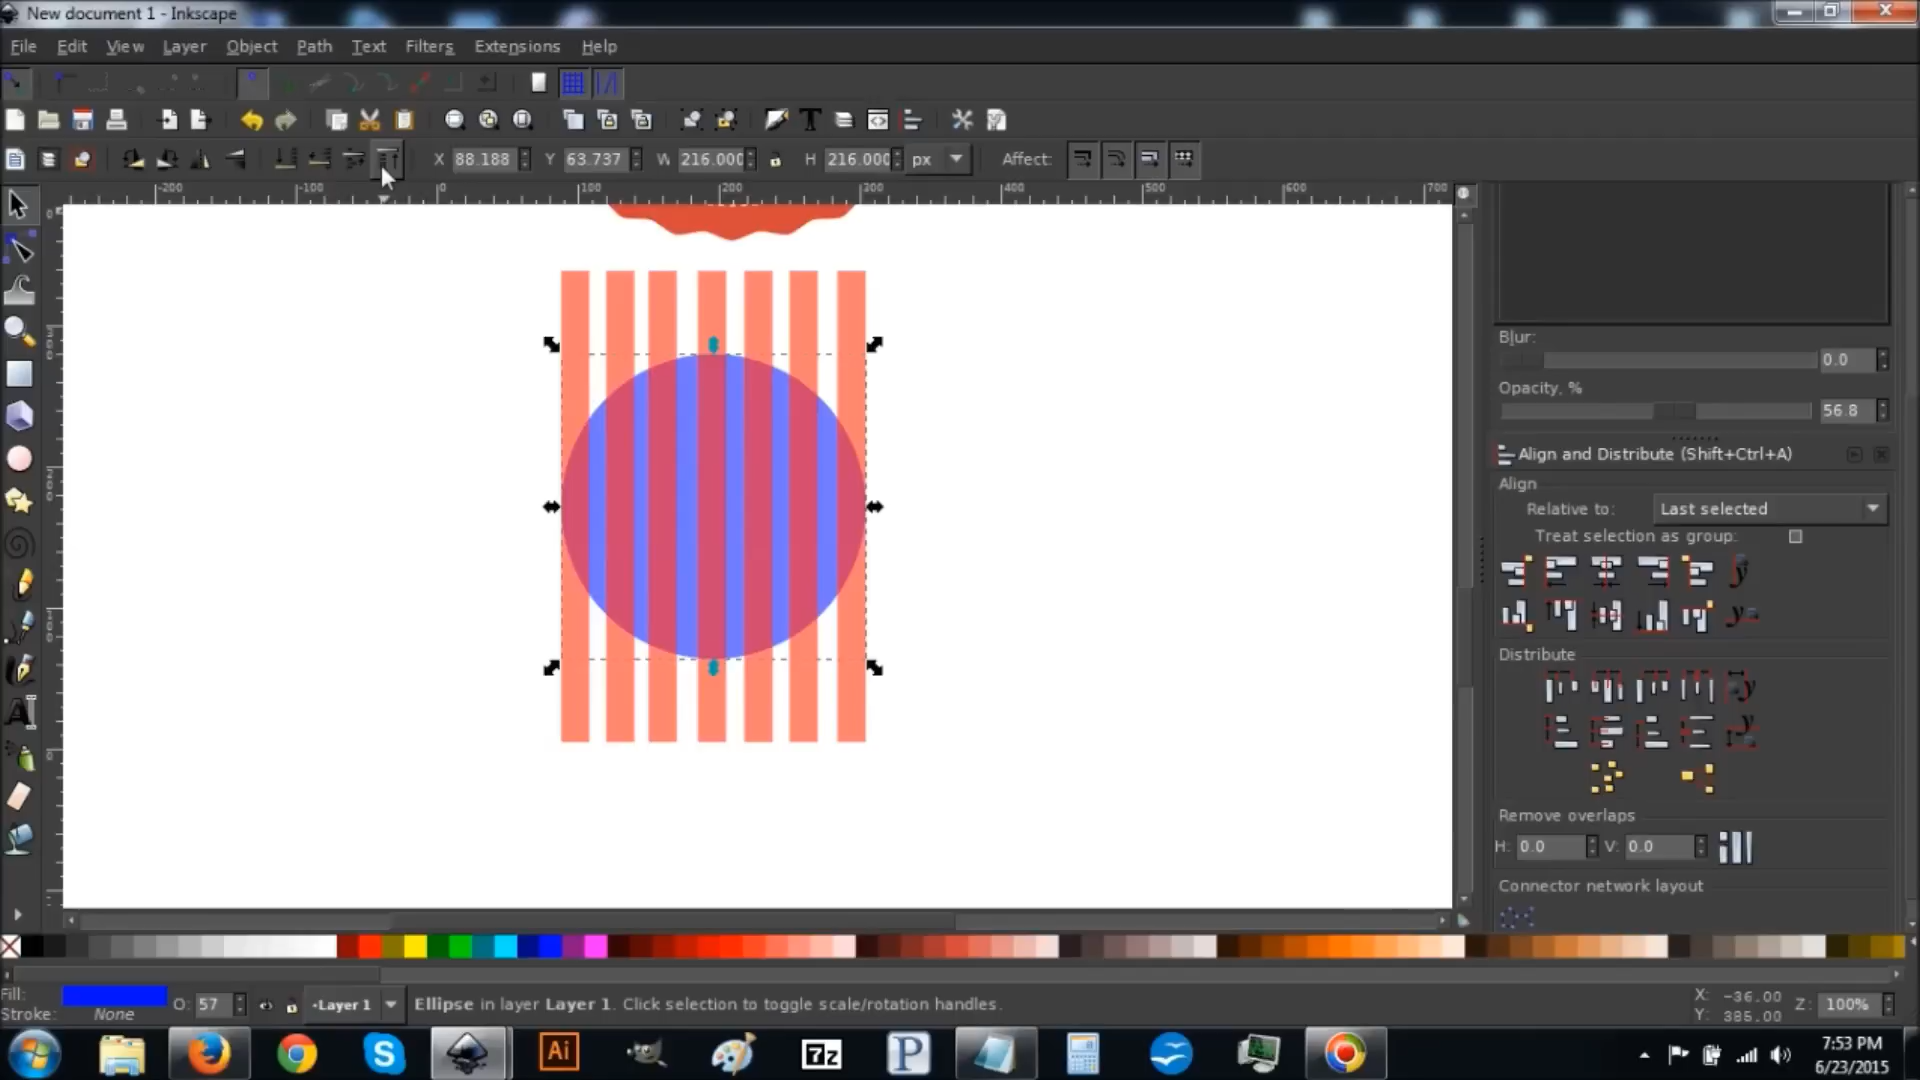 New document 1 - Inkscape
File Edit View Layer Object Path Text Filters Extensions Help
X 88.188 Y 63.737 W 216.000 H 216.000 px Affect:
-200 -100 0 100 200 300 400 500 600 700
Blur:
0.0
Opacity, %
56.8
Align and Distribute (Shift+Ctrl+A)
Align
Relative to: Last selected
Treat selection as group:
Distribute
Remove overlaps
H: 0.0 V: 0.0
Connector network layout
Fill:
Stroke: None
O: 57
•Layer 1
Ellipse in layer Layer 1. Click selection to toggle scale/rotation handles.
X: -36.00
Y: 385.00
Z: 100%
Ai
7z
P
7:53 PM
6/23/2015